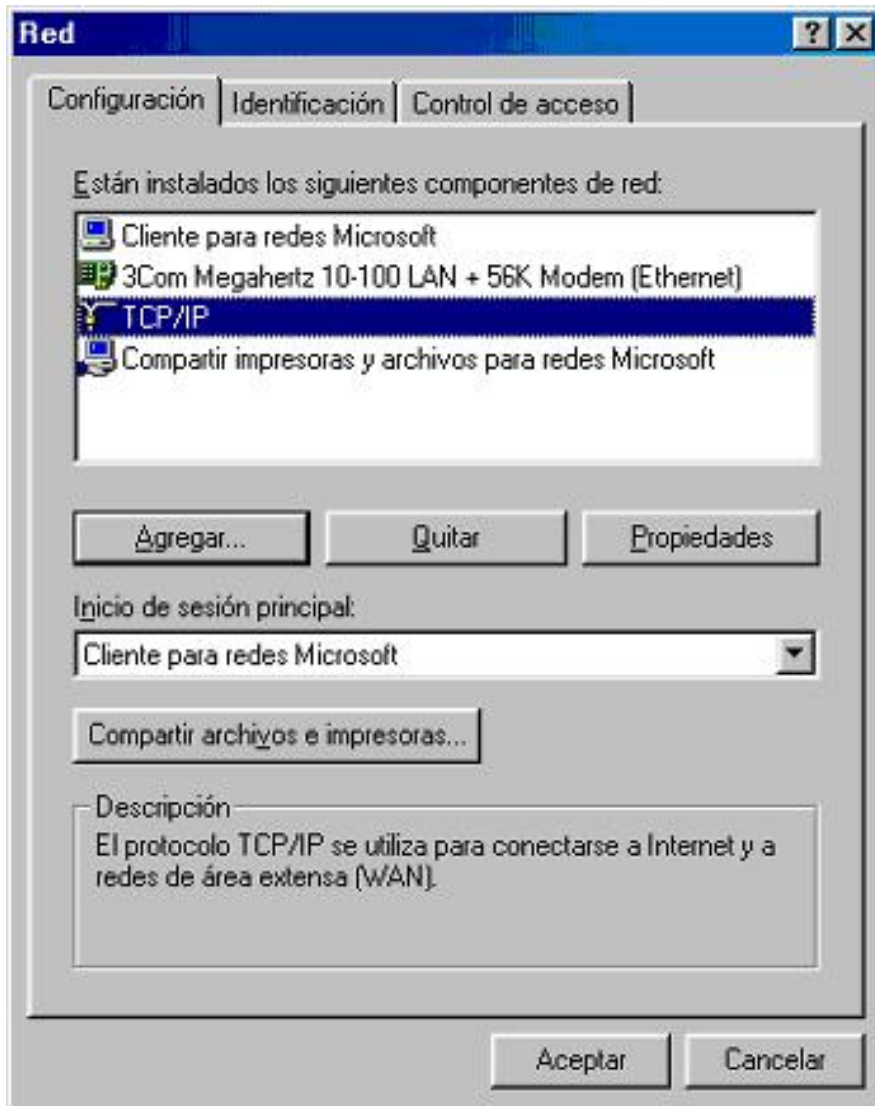 Red
Configuración Identificación Control de acceso
Están instalados los siguientes componentes de red:
Cliente para redes Microsoft
3Com Megahertz 10-100 LAN + 56K Modem (Ethernet)
TCP/IP
Compartir impresoras y archivos para redes Microsoft
Agregar... Quitar Propiedades
Inicio de sesión principal:
Cliente para redes Microsoft
Compartir archivos e impresoras...
Descripción
El protocolo TCP/IP se utiliza para conectarse a Internet y a
redes de área extensa (WAN).
Aceptar Cancelar